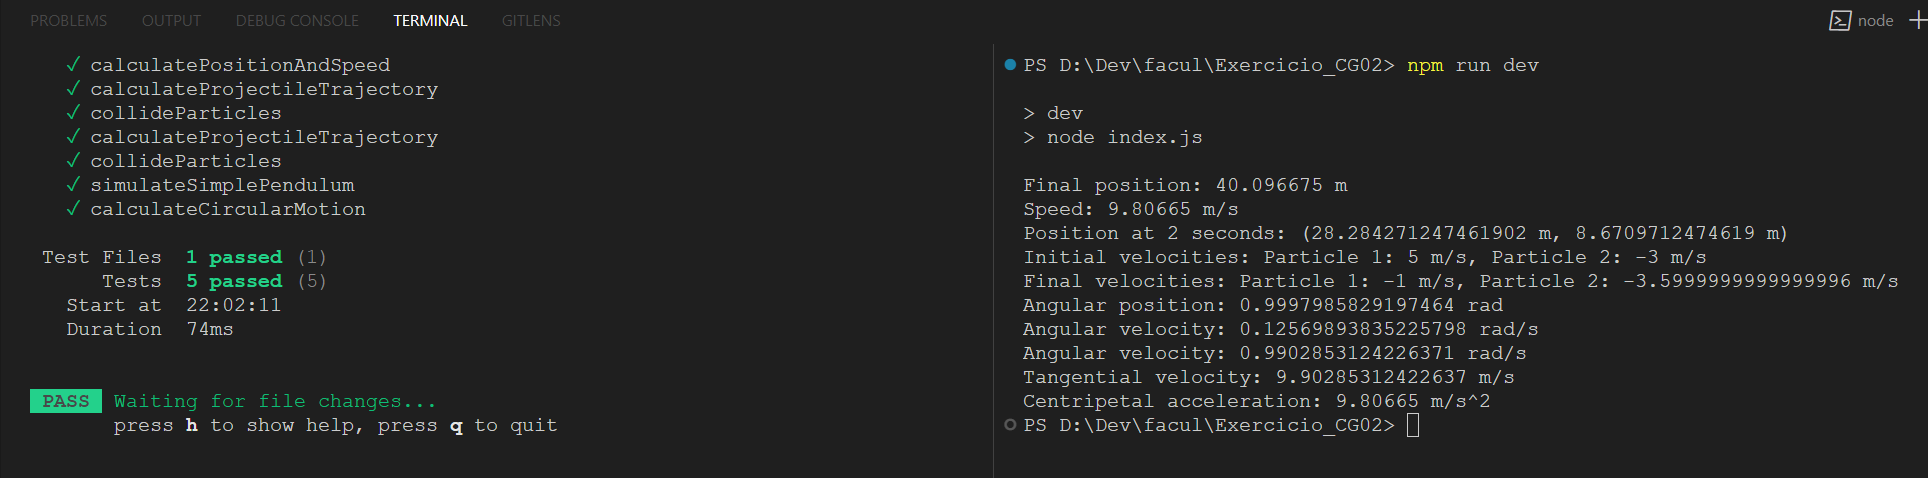 PROBLEMS OUTPUT DEBUG CONSOLE TERMINAL GITLENS
node
✓ calculatePositionAndSpeed
✓ calculateProjectileTrajectory
✓ collideParticles
✓ calculateProjectileTrajectory
✓ collideParticles
✓ simulateSimplePendulum
✓ calculateCircularMotion
Test Files 1 passed (1)
Tests 5 passed (5)
Start at 22:02:11
Duration 74ms
PASS Waiting for file changes...
press h to show help, press q to quit
PS D:\Dev\facul\Exercicio_CG02> npm run dev
> dev
> node index.js
Final position: 40.096675 m
Speed: 9.80665 m/s
Position at 2 seconds: (28.284271247461902 m, 8.6709712474619 m)
Initial velocities: Particle 1: 5 m/s, Particle 2: -3 m/s
Final velocities: Particle 1: -1 m/s, Particle 2: -3.5999999999999996 m/s
Angular position: 0.9997985829197464 rad
Angular velocity: 0.12569893835225798 rad/s
Angular velocity: 0.9902853124226371 rad/s
Tangential velocity: 9.90285312422637 m/s
Centripetal acceleration: 9.80665 m/s^2
PS D:\Dev\facul\Exercicio_CG02>